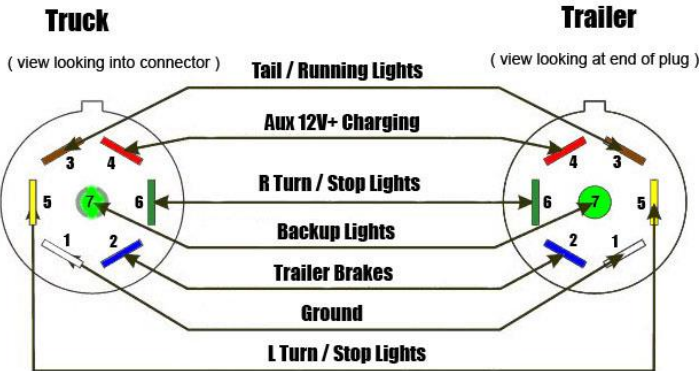 Truck
Trailer
( view looking into connector )
( view looking at end of plug )
Tail / Running Lights
Aux 12V+ Charging
3 4
4 3
R Turn / Stop Lights
5 7 6
6 7 5
Backup Lights
1 2
2 1
Trailer Brakes
Ground
L Turn / Stop Lights